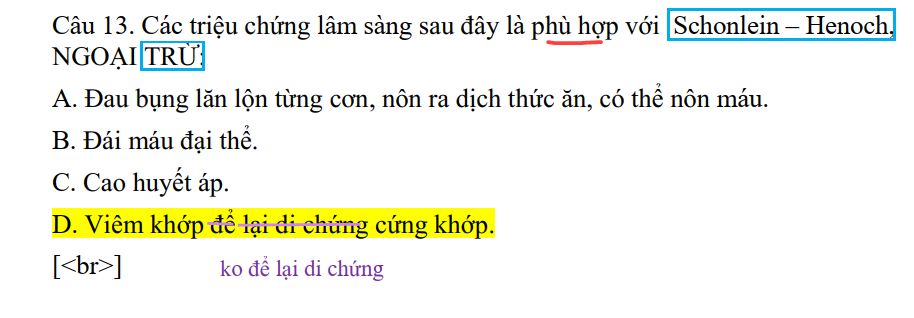 Câu 13. Các triệu chứng lâm sàng sau đây là phù hợp với Schonlein – Henoch,
NGOẠI TRỪ:
A. Đau bụng lăn lộn từng cơn, nôn ra dịch thức ăn, có thể nôn máu.
B. Đái máu đại thể.
C. Cao huyết áp.
D. Viêm khớp để lại di chứng cứng khớp.
[<br>]
ko để lại di chứng